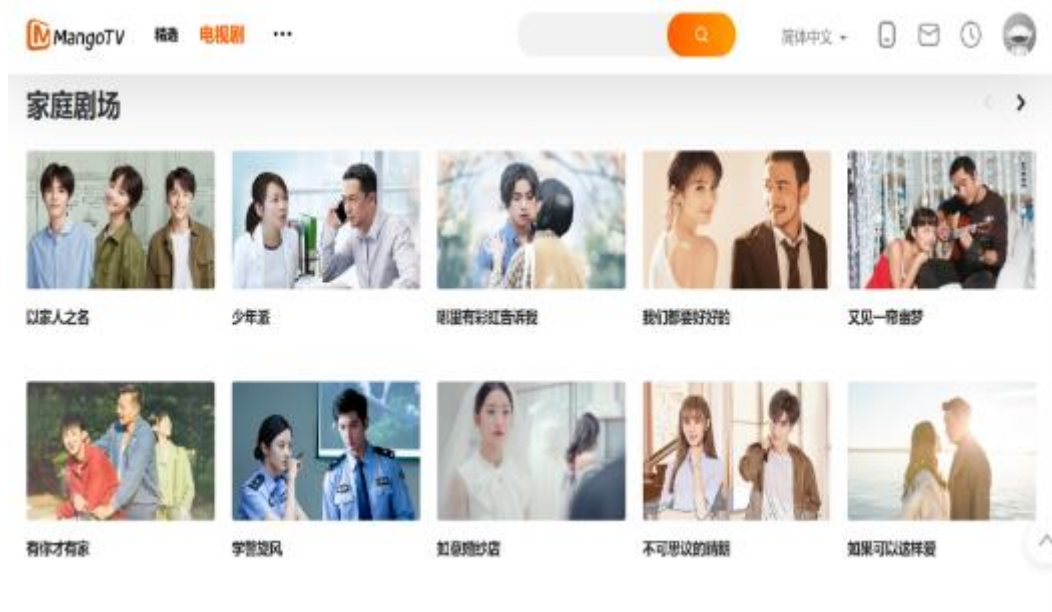 MangoTV 精选 电视剧 ... 简体中文
家庭剧场
以家人之名 少年派 哪里有彩虹告诉我 我们都要好好的 又见一帘幽梦
有你才有家 学警旋风 如意婚纱店 不可思议的晴朗 如果可以这样爱